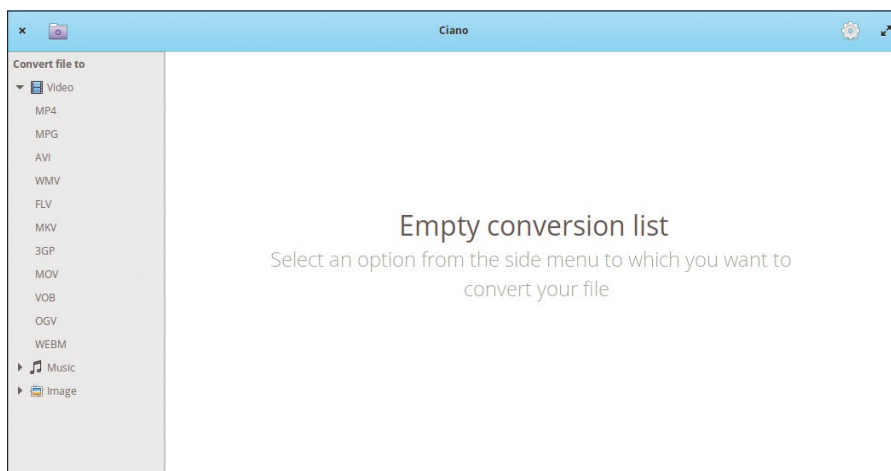 Ciano
Convert file to
Video
MP4
MPG
AVI
WMV
FLV
MKV
3GP
MOV
VOB
OGV
WEBM
Music
Image
Empty conversion list
Select an option from the side menu to which you want to
convert your file